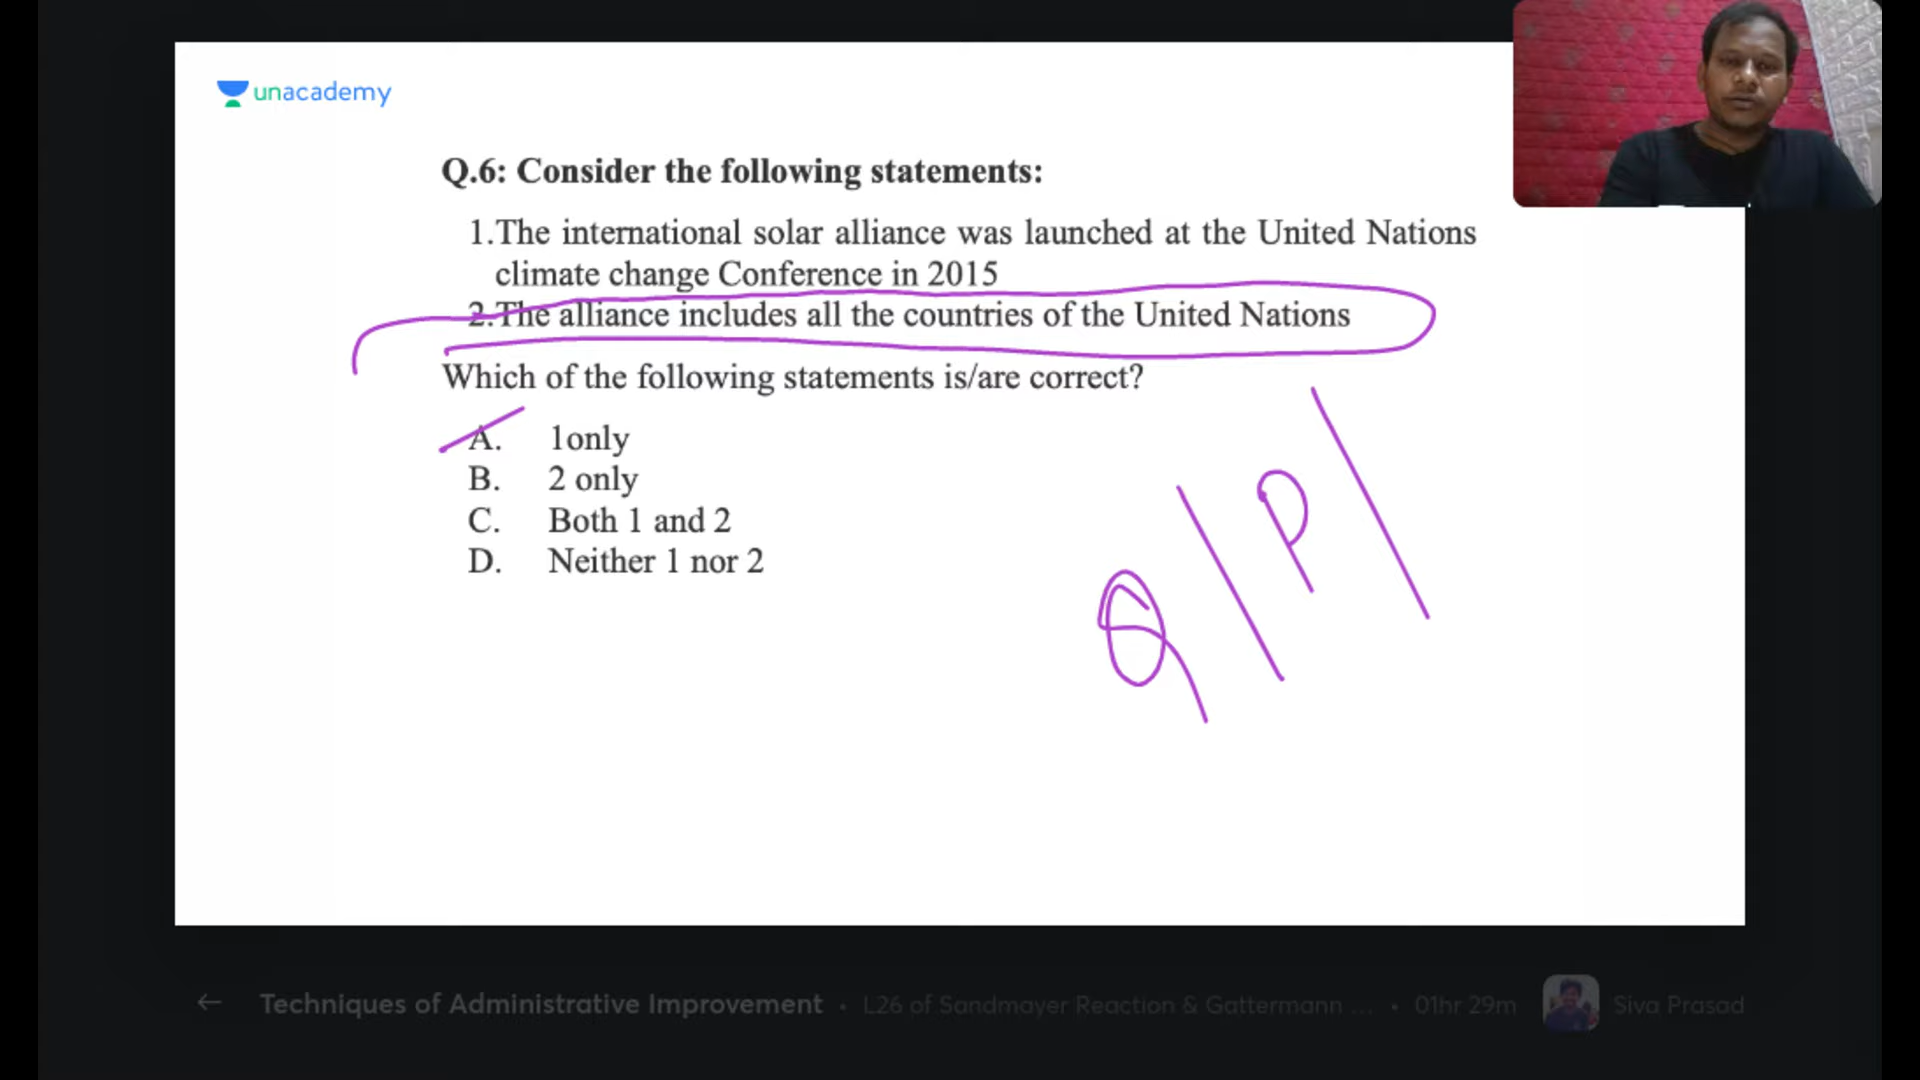 unacademy
Q.6: Consider the following statements:
1.The international solar alliance was launched at the United Nations
climate change Conference in 2015
2.The alliance includes all the countries of the United Nations
Which of the following statements is/are correct?
A. 1only
B. 2 only
C. Both 1 and 2
D. Neither 1 nor 2
Q/P/
← Techniques of Administrative Improvement • L26 of Sandmayer Reaction & Gattermann ... • 01hr 29m Siva Prasad